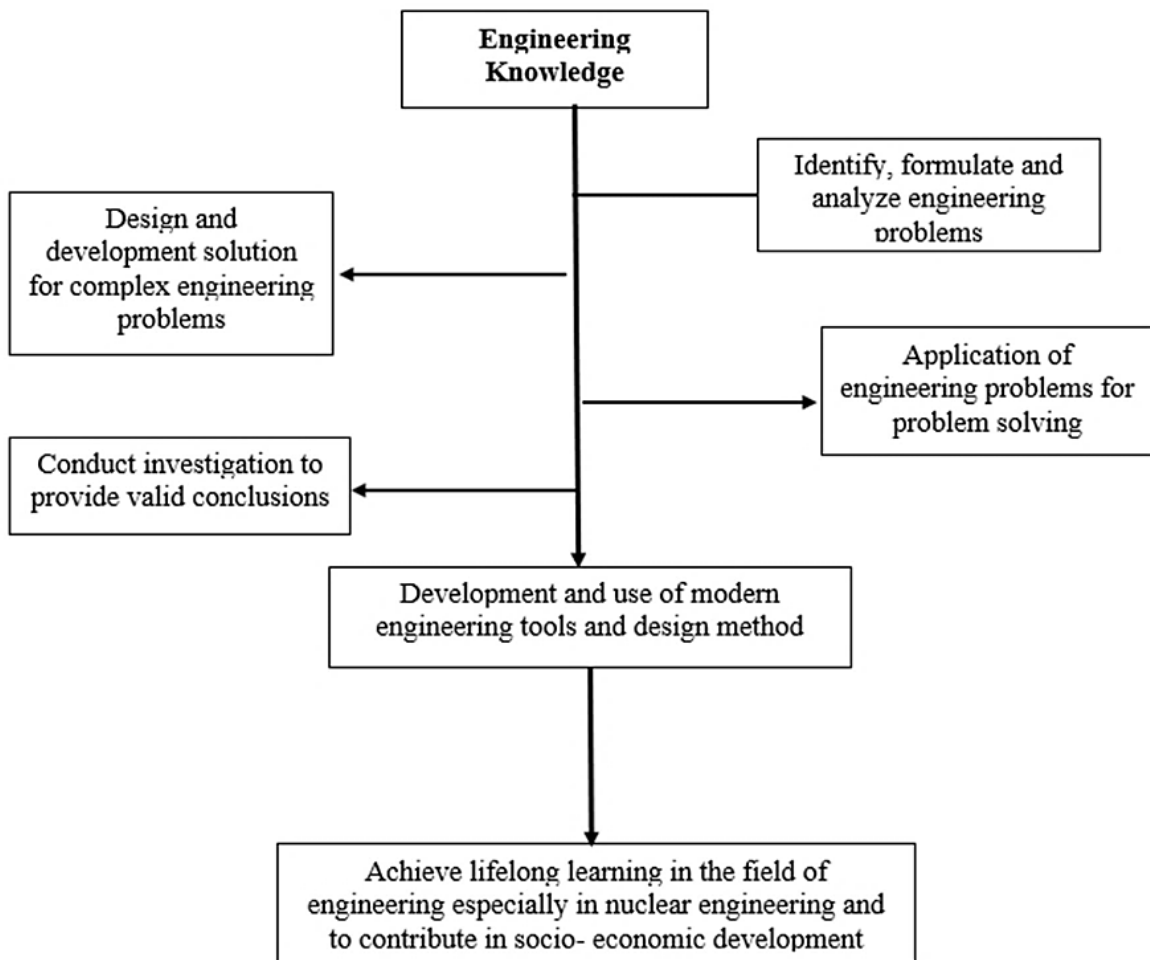 Engineering
Knowledge
Identify, formulate and
analyze engineering
problems
Design and
development solution
for complex engineering
problems
Application of
engineering problems for
problem solving
Conduct investigation to
provide valid conclusions
Development and use of modern
engineering tools and design method
Achieve lifelong learning in the field of
engineering especially in nuclear engineering and
to contribute in socio- economic development